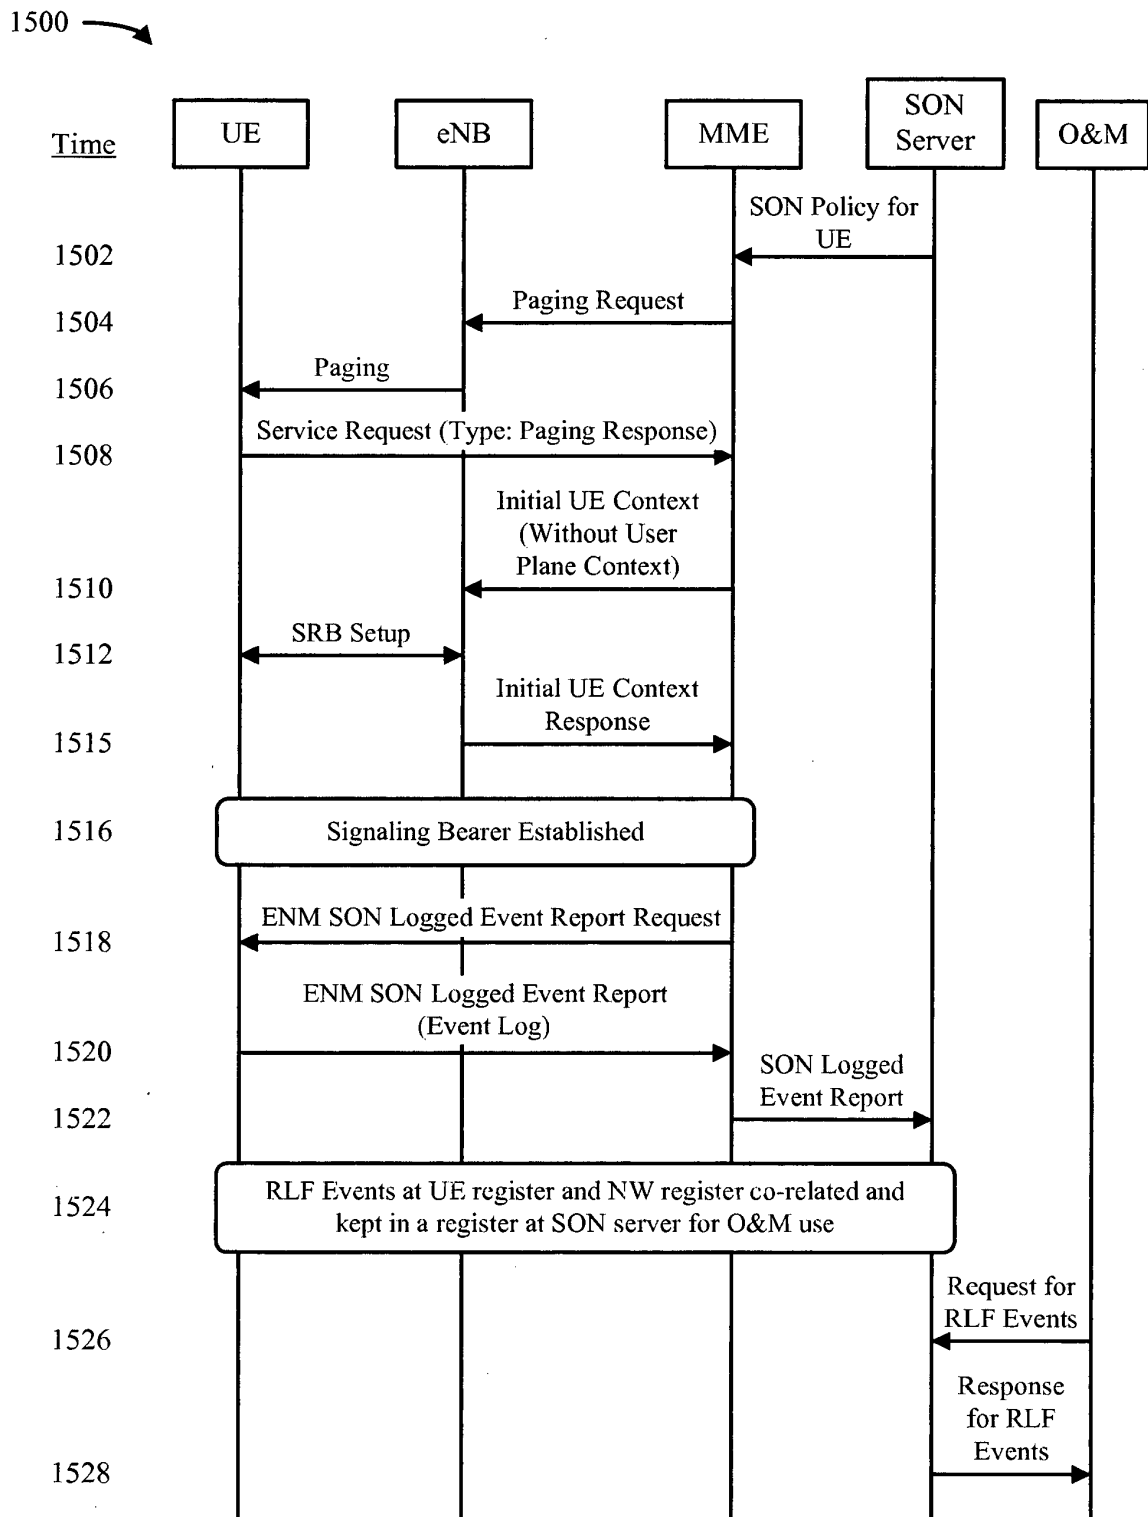 1500
Time
UE
eNB
MME
SON
Server
O&M
SON Policy for
UE
1502
Paging Request
1504
Paging
1506
Service Request (Type: Paging Response)
1508
Initial UE Context
(Without User
Plane Context)
1510
SRB Setup
1512
Initial UE Context
Response
1515
Signaling Bearer Established
1516
ENM SON Logged Event Report Request
1518
ENM SON Logged Event Report
(Event Log)
1520
SON Logged
Event Report
1522
RLF Events at UE register and NW register co-related and
kept in a register at SON server for O&M use
1524
Request for
RLF Events
1526
Response
for RLF
Events
1528